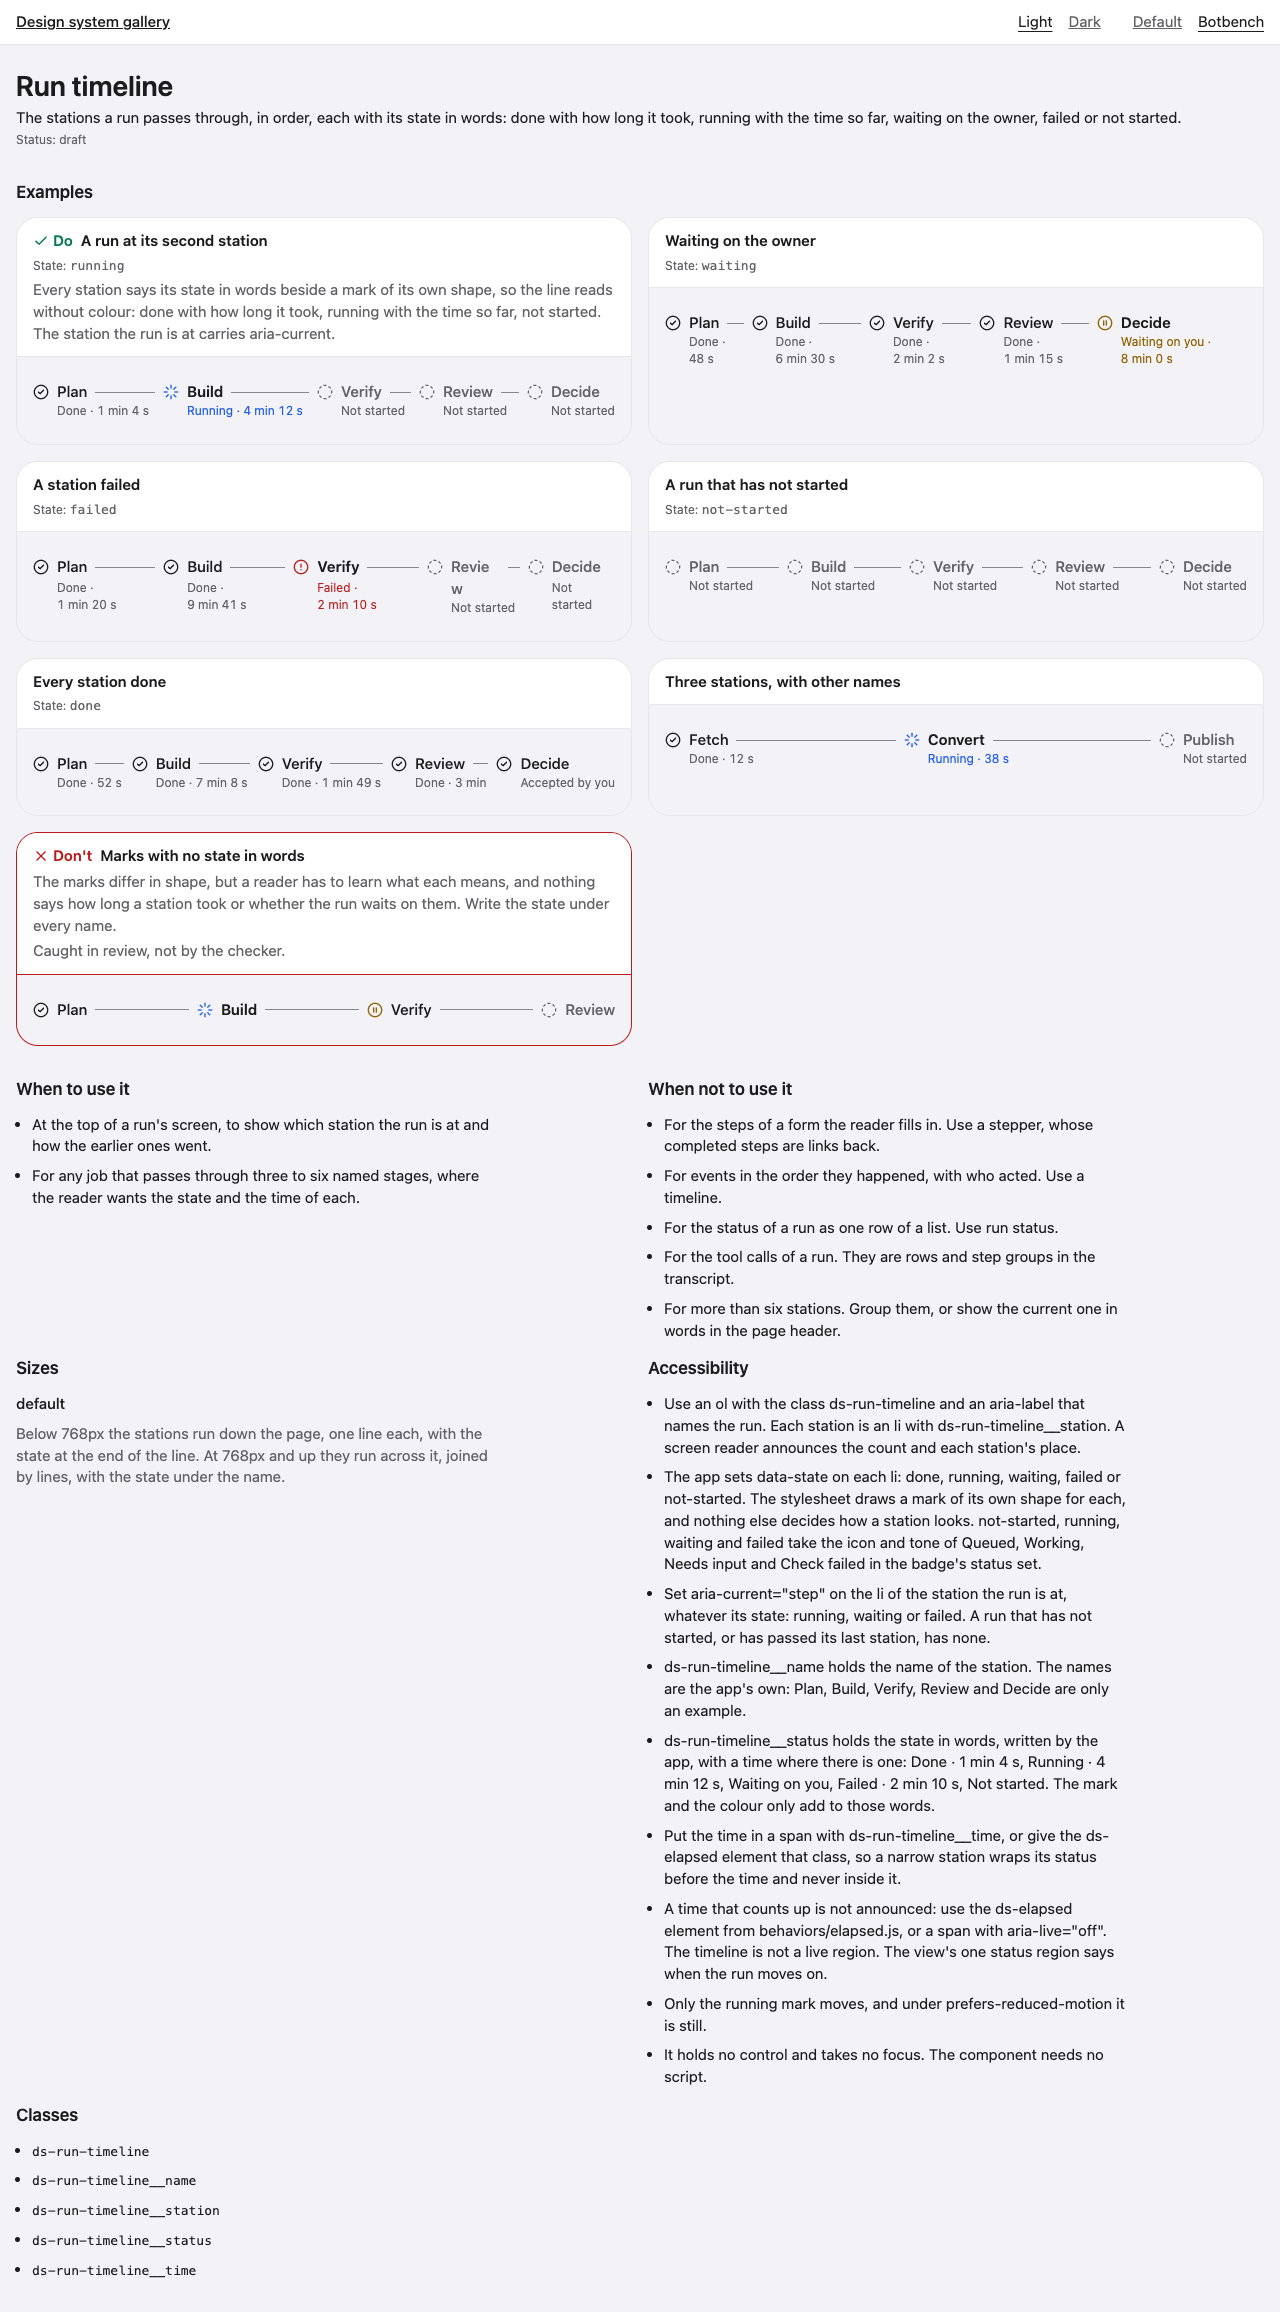 Design system gallery
Light Dark Default Botbench
Run timeline
The stations a run passes through, in order, each with its state in words: done with how long it took, running with the time so far, waiting on the owner, failed or not started.
Status: draft
Examples
Do A run at its second station
State: running
Every station says its state in words beside a mark of its own shape, so the line reads
without colour: done with how long it took, running with the time so far, not started.
The station the run is at carries aria-current.
Plan Build Verify Review Decide
Done · 1 min 4 s Running · 4 min 12 s Not started Not started Not started
Waiting on the owner
State: waiting
Plan Build Verify Review Decide
Done · Done · Done · Done · Waiting on you ·
48 s 6 min 30 s 2 min 2 s 1 min 15 s 8 min 0 s
A station failed
State: failed
Plan Build Verify Revie Decide
Done · Done · Failed · w Not
1 min 20 s 9 min 41 s 2 min 10 s Not started started
A run that has not started
State: not-started
Plan Build Verify Review Decide
Not started Not started Not started Not started Not started
Every station done
State: done
Plan Build Verify Review Decide
Done · 52 s Done · 7 min 8 s Done · 1 min 49 s Done · 3 min Accepted by you
Three stations, with other names
Fetch Convert Publish
Done · 12 s Running · 38 s Not started
Don't Marks with no state in words
The marks differ in shape, but a reader has to learn what each means, and nothing
says how long a station took or whether the run waits on them. Write the state under
every name.
Caught in review, not by the checker.
Plan Build Verify Review
When to use it
• At the top of a run's screen, to show which station the run is at and
how the earlier ones went.
• For any job that passes through three to six named stages, where
the reader wants the state and the time of each.
When not to use it
• For the steps of a form the reader fills in. Use a stepper, whose
completed steps are links back.
• For events in the order they happened, with who acted. Use a
timeline.
• For the status of a run as one row of a list. Use run status.
• For the tool calls of a run. They are rows and step groups in the
transcript.
• For more than six stations. Group them, or show the current one in
words in the page header.
Sizes
default
Below 768px the stations run down the page, one line each, with the
state at the end of the line. At 768px and up they run across it, joined
by lines, with the state under the name.
Accessibility
• Use an ol with the class ds-run-timeline and an aria-label that
names the run. Each station is an li with ds-run-timeline__station. A
screen reader announces the count and each station's place.
• The app sets data-state on each li: done, running, waiting, failed or
not-started. The stylesheet draws a mark of its own shape for each,
and nothing else decides how a station looks. not-started, running,
waiting and failed take the icon and tone of Queued, Working,
Needs input and Check failed in the badge's status set.
• Set aria-current="step" on the li of the station the run is at,
whatever its state: running, waiting or failed. A run that has not
started, or has passed its last station, has none.
• ds-run-timeline__name holds the name of the station. The names
are the app's own: Plan, Build, Verify, Review and Decide are only
an example.
• ds-run-timeline__status holds the state in words, written by the
app, with a time where there is one: Done · 1 min 4 s, Running · 4
min 12 s, Waiting on you, Failed · 2 min 10 s, Not started. The mark
and the colour only add to those words.
• Put the time in a span with ds-run-timeline__time, or give the ds-
elapsed element that class, so a narrow station wraps its status
before the time and never inside it.
• A time that counts up is not announced: use the ds-elapsed
element from behaviors/elapsed.js, or a span with aria-live="off".
The timeline is not a live region. The view's one status region says
when the run moves on.
• Only the running mark moves, and under prefers-reduced-motion it
is still.
• It holds no control and takes no focus. The component needs no
script.
Classes
• ds-run-timeline
• ds-run-timeline__name
• ds-run-timeline__station
• ds-run-timeline__status
• ds-run-timeline__time